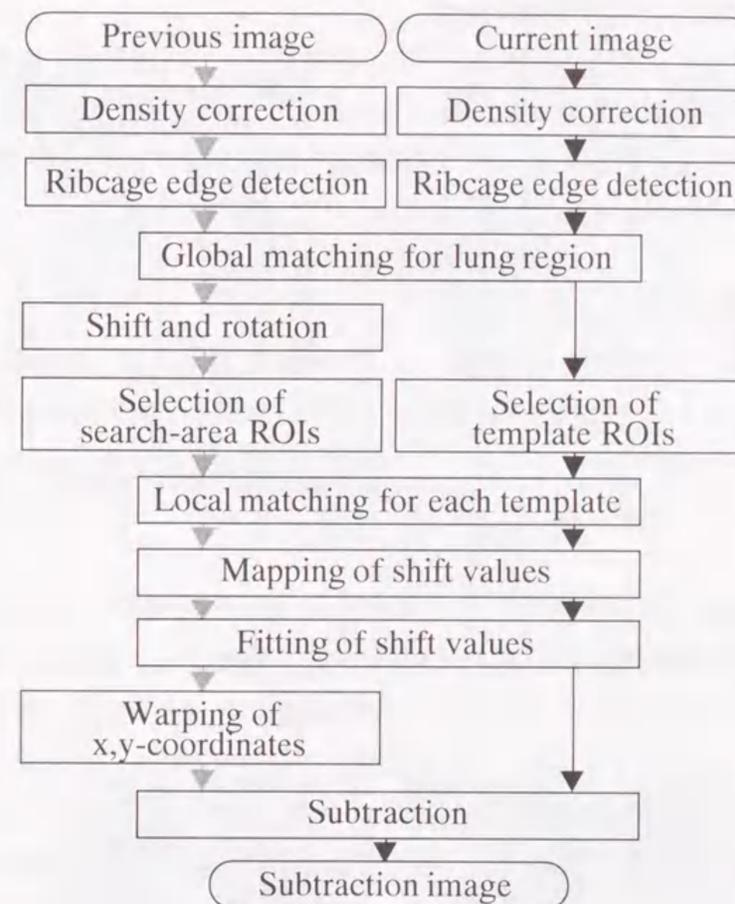 Previous image
Current image
Density correction
Density correction
Ribcage edge detection
Ribcage edge detection
Global matching for lung region
Shift and rotation
Selection of
search-area ROIs
Selection of
template ROIs
Local matching for each template
Mapping of shift values
Fitting of shift values
Warping of
x,y-coordinates
Subtraction
Subtraction image